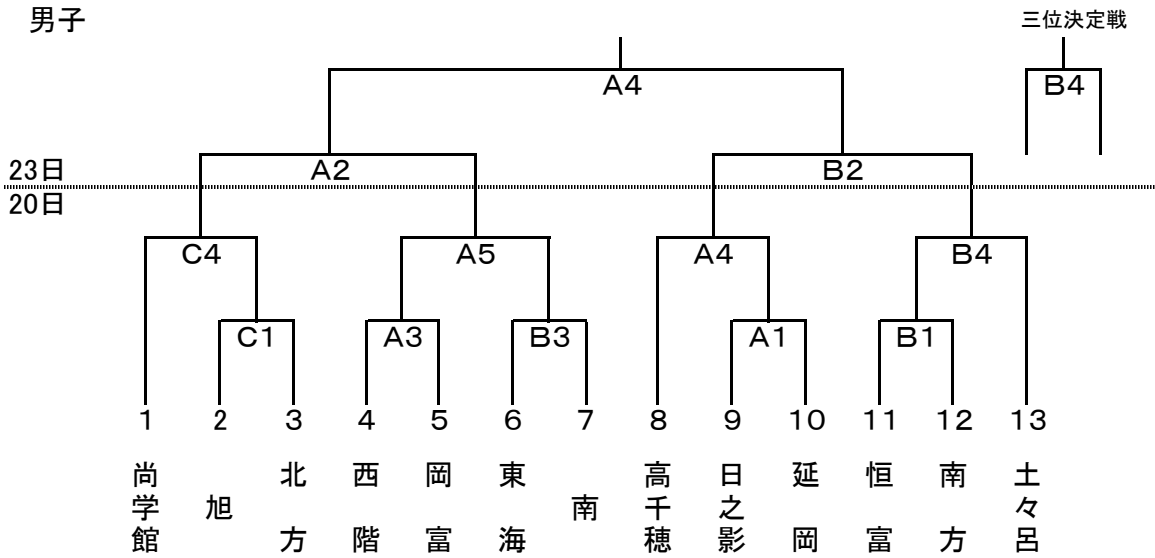 男子
三位決定戦
A4
B4
23日
A2
B2
20日
C4
A5
A4
B4
C1
A3
B3
A1
B1
1
2
3
4
5
6
7
8
9
10
11
12
13
尚学館
旭
北方
西階
岡富
東海
南
高千穂
日之影
延岡
恒富
南方
土々呂